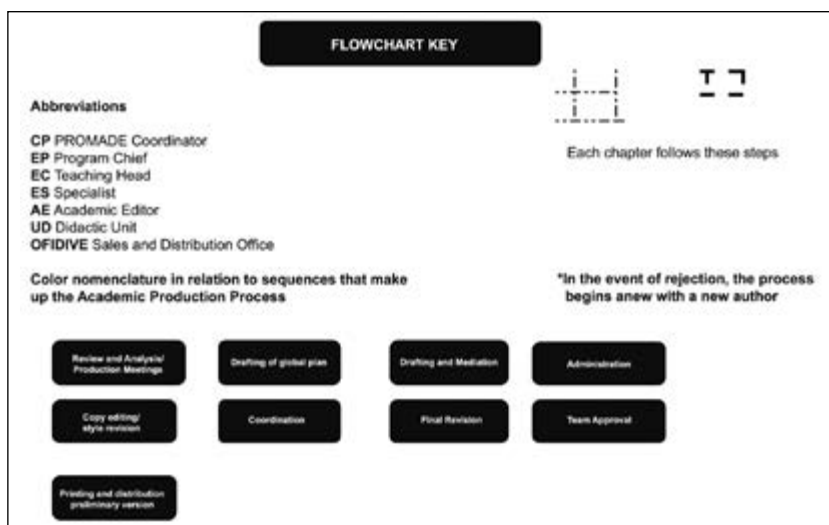 FLOWCHART KEY
Abbreviations
CP PROMADE Coordinator
EP Program Chief
EC Teaching Head
ES Specialist
AE Academic Editor
UD Didactic Unit
OFIDIVE Sales and Distribution Office
Each chapter follows these steps
Color nomenclature in relation to sequences that make
up the Academic Production Process
*In the event of rejection, the process
begins anew with a new author
Review and Analysis/
Production Meetings
Drafting of global plan
Drafting and Mediation
Administration
Copy editing/
style revision
Coordination
Final Revision
Team Approval
Printing and distribution
preliminary version